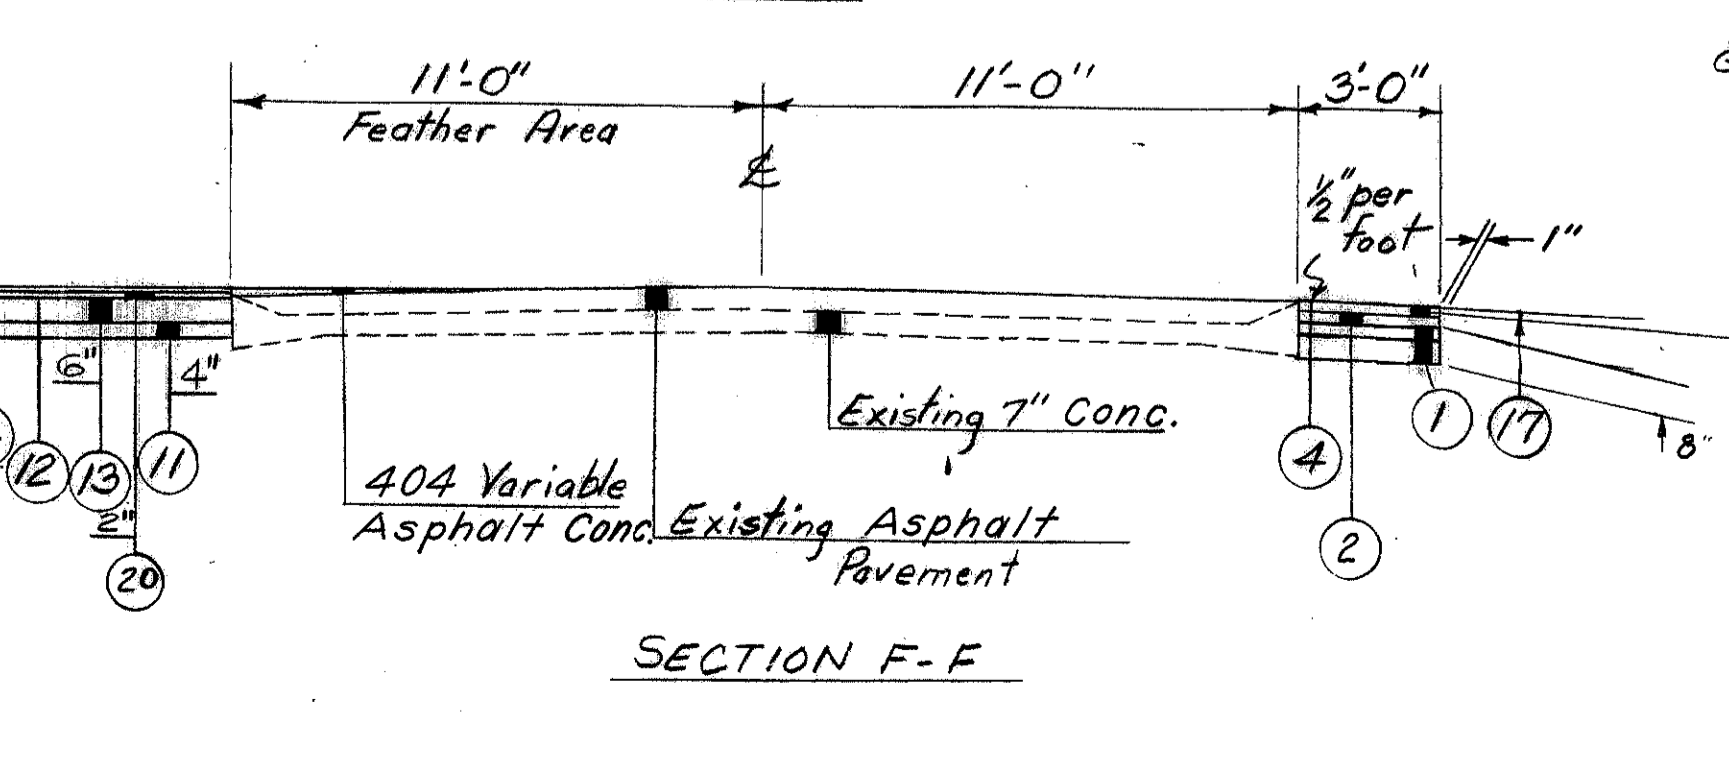 11'-0"
11'-0"
3'-0"
Feather Area
℄
½" per
foot
1"
6"
4"
8"
Existing 7" Conc.
1
17
4
12
13
11
404 Variable
Asphalt Conc.
2"
Existing Asphalt
Pavement
2
20
SECTION F-F